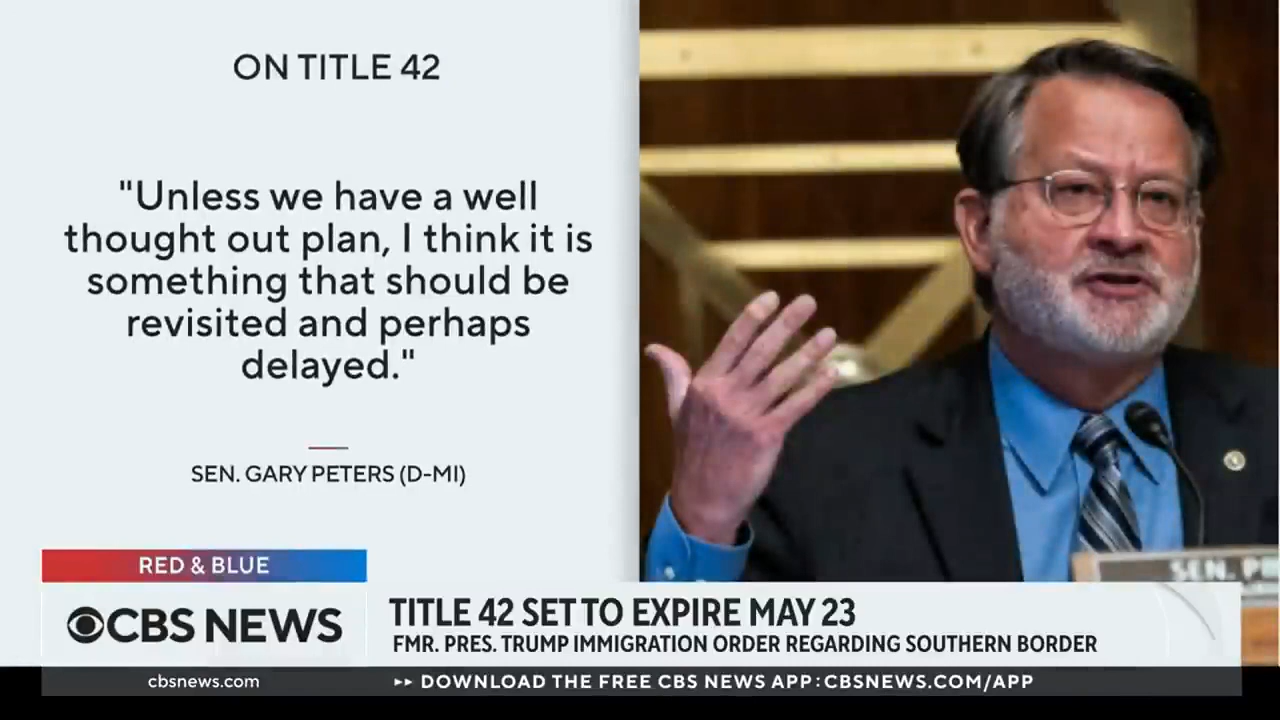 ON TITLE 42
"Unless we have a well
thought out plan, I think it is
something that should be
revisited and perhaps
delayed."
SEN. GARY PETERS (D-MI)
RED & BLUE
CBS NEWS
TITLE 42 SET TO EXPIRE MAY 23
FMR. PRES. TRUMP IMMIGRATION ORDER REGARDING SOUTHERN BORDER
cbsnews.com
DOWNLOAD THE FREE CBS NEWS APP: CBSNEWS.COM/APP
SEN.